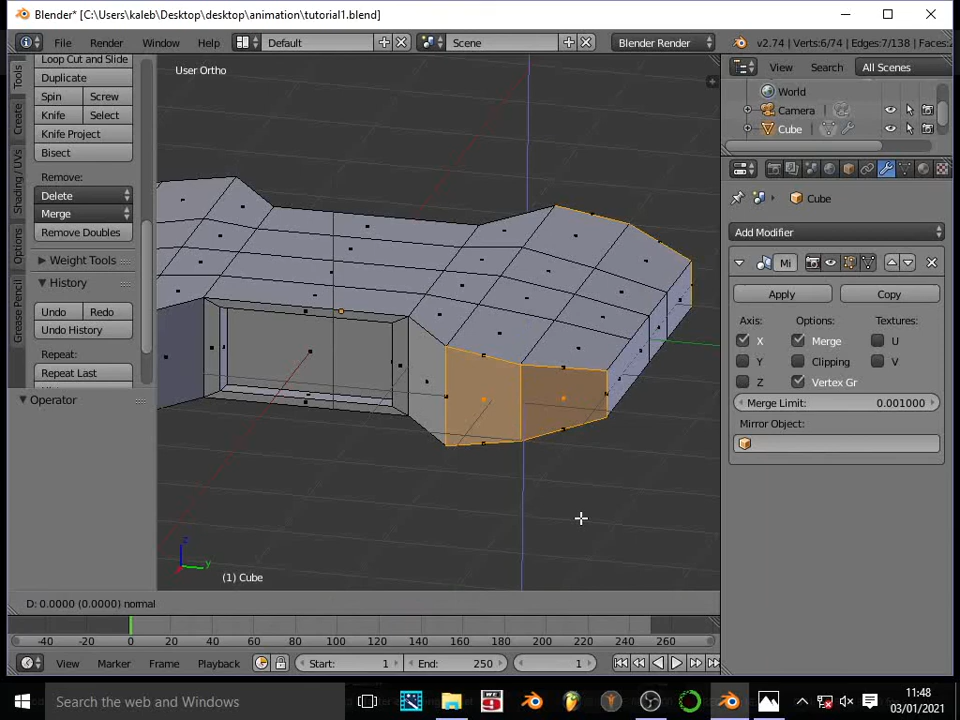 Blender* [C:\Users\kaleb\Desktop\desktop\animation\tutorial1.blend]
File Render Window Help Default Scene Blender Render v2.74 | Verts:6/74 | Edges:7/138 | Faces:
Loop Cut and Slide
Duplicate
Spin Screw
Knife Select
Knife Project
Bisect
Remove:
Delete
Merge
Remove Doubles
Weight Tools
History
Undo Redo
Undo History
Repeat:
Repeat Last
Operator
Tools
Create
Shading / UVs
Options
Grease Pencil
User Ortho
z
y
(1) Cube
D: 0.0000 (0.0000) normal
View Search All Scenes
World
Camera
Cube
Cube
Add Modifier
Mi
Apply Copy
Axis: Options: Textures:
X Merge U
Y Clipping V
Z Vertex Gr
Merge Limit: 0.001000
Mirror Object:
-40 -20 0 20 40 60 80 100 120 140 160 180 200 220 240 260
View Marker Frame Playback Start: 1 End: 250 1
Search the web and Windows
11:48
03/01/2021